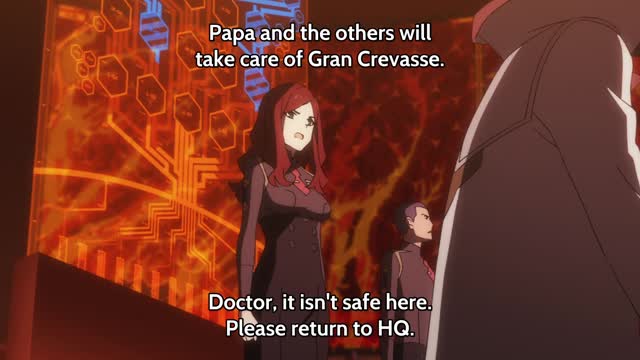 Papa and the others will
take care of Gran Crevasse.
Doctor, it isn't safe here.
Please return to HQ.